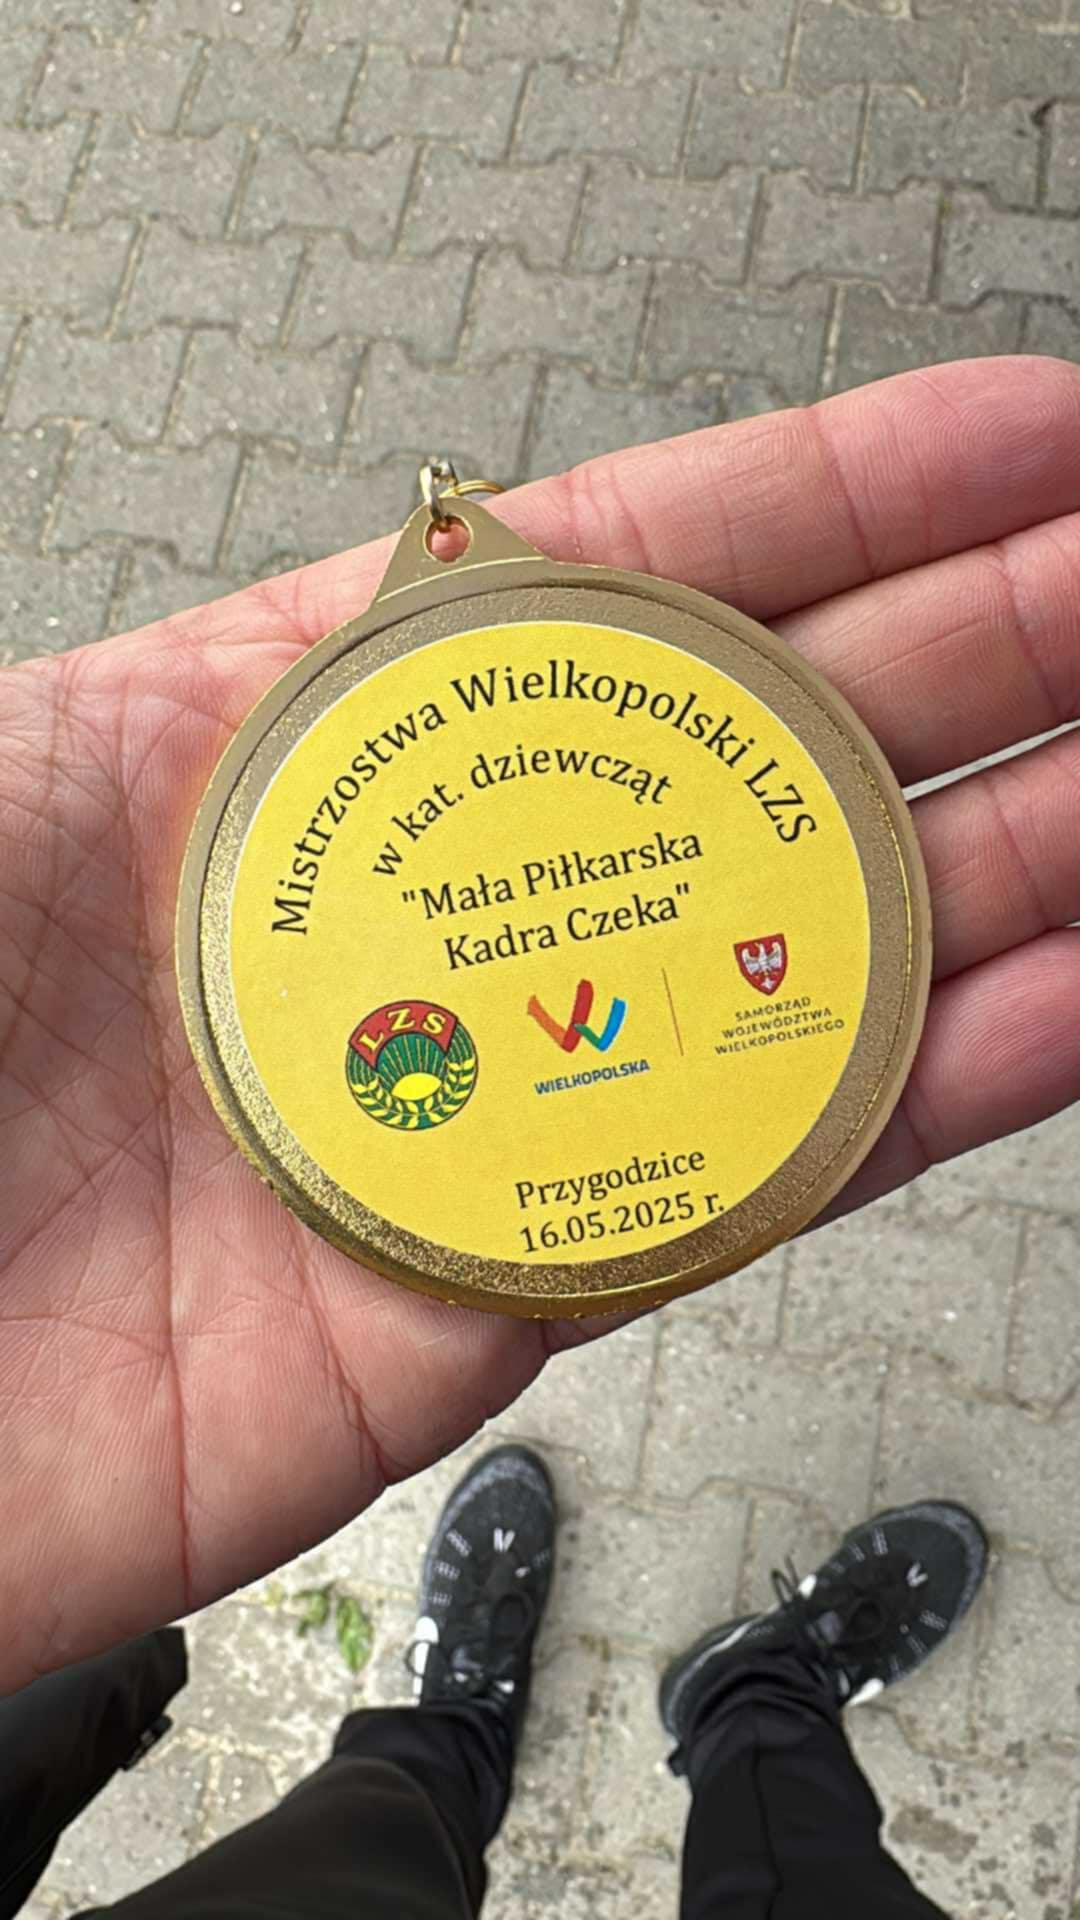 Mistrzostwa Wielkopolski LZS
w kat. dziewcząt
"Mała Piłkarska
Kadra Czeka"
LZS
WIELKOPOLSKA
SAMORZĄD
WOJEWÓDZTWA
WIELKOPOLSKIEGO
Przygodzice
16.05.2025 r.